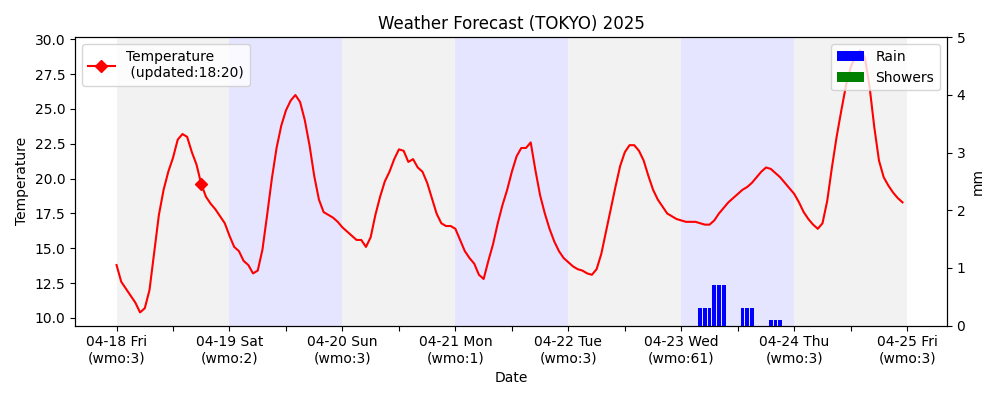 Weather Forecast (TOKYO) 2025
Temperature
(updated:18:20)
Rain
Showers
30.0
27.5
25.0
22.5
20.0
17.5
15.0
12.5
10.0
Temperature
5
4
3
2
1
0
mm
04-18 Fri
(wmo:3)
04-19 Sat
(wmo:2)
04-20 Sun
(wmo:3)
04-21 Mon
(wmo:1)
04-22 Tue
(wmo:3)
04-23 Wed
(wmo:61)
04-24 Thu
(wmo:3)
04-25 Fri
(wmo:3)
Date